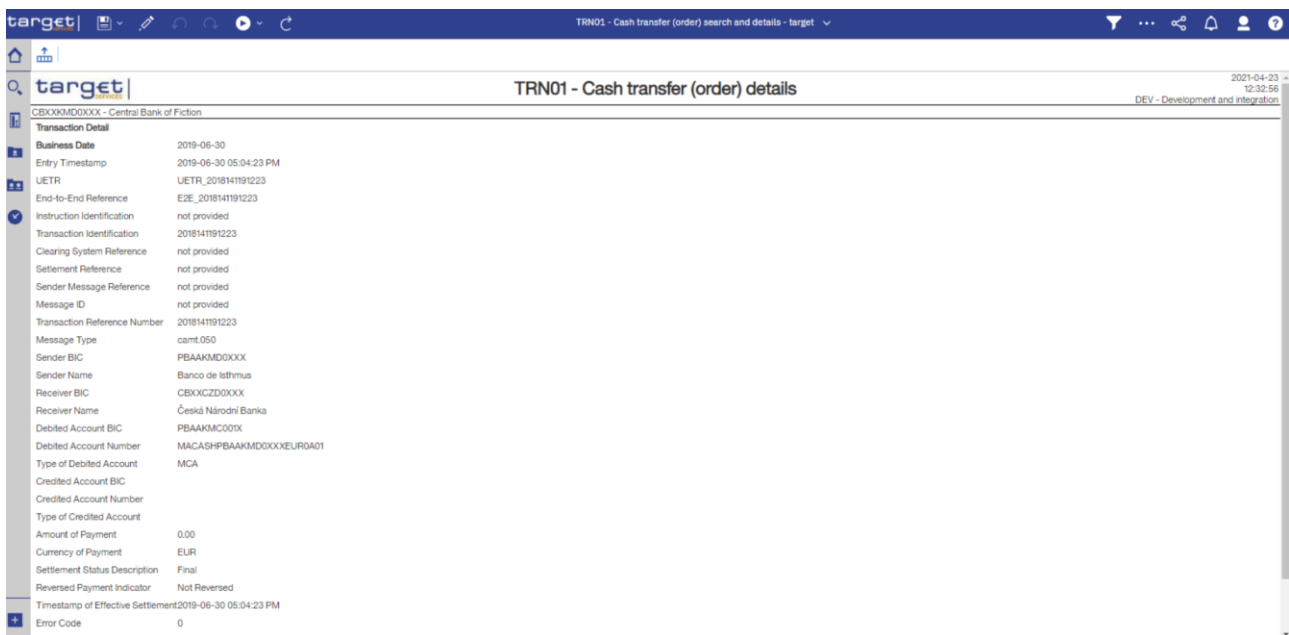 target|
TRN01 - Cash transfer (order) search and details - target
target|
services
TRN01 - Cash transfer (order) details
2021-04-23
12:32:56
DEV - Development and integration
CBXXKMD0XXX - Central Bank of Fiction
Transaction Detail
Business Date 2019-06-30
Entry Timestamp 2019-06-30 05:04:23 PM
UETR UETR_2018141191223
End-to-End Reference E2E_2018141191223
Instruction Identification not provided
Transaction Identification 2018141191223
Clearing System Reference not provided
Setlement Reference not provided
Sender Message Reference not provided
Message ID not provided
Transaction Reference Number 2018141191223
Message Type camt.050
Sender BIC PBAAKMD0XXX
Sender Name Banco de Isthmus
Receiver BIC CBXXCZD0XXX
Receiver Name Česká Národní Banka
Debited Account BIC PBAAKMC001X
Debited Account Number MACASHPBAAKMD0XXXEUR0A01
Type of Debited Account MCA
Credited Account BIC
Credited Account Number
Type of Credited Account
Amount of Payment 0.00
Currency of Payment EUR
Settlement Status Description Final
Reversed Payment Indicator Not Reversed
Timestamp of Effective Settlement 2019-06-30 05:04:23 PM
Error Code 0